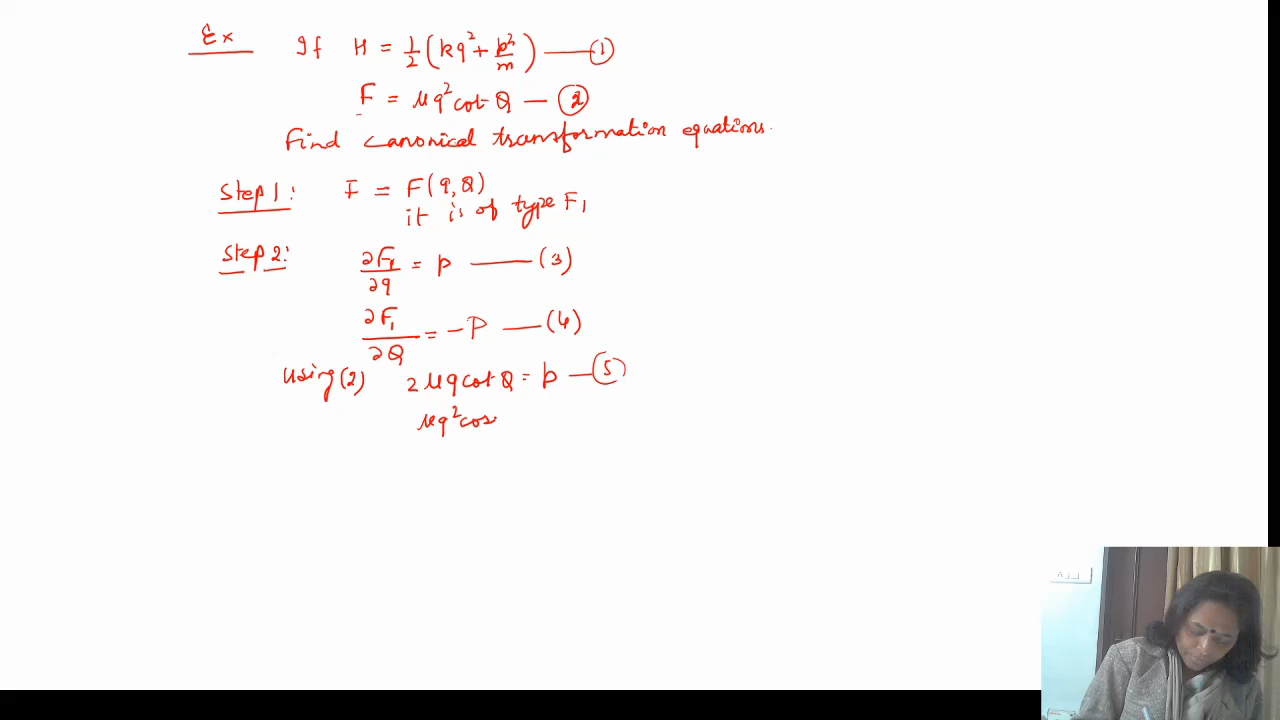 Ex If H = 1/2 (kq² + p²/m) —— (1)
F = μq² cot Q — (2)
Find canonical transformation equations.
Step 1: F = F(q, Q)
it is of type F₁
Step 2: ∂F₁/∂q = p —— (3)
∂F₁/∂Q = -P —— (4)
using (2) 2μq cot Q = p — (5)
μq² cos